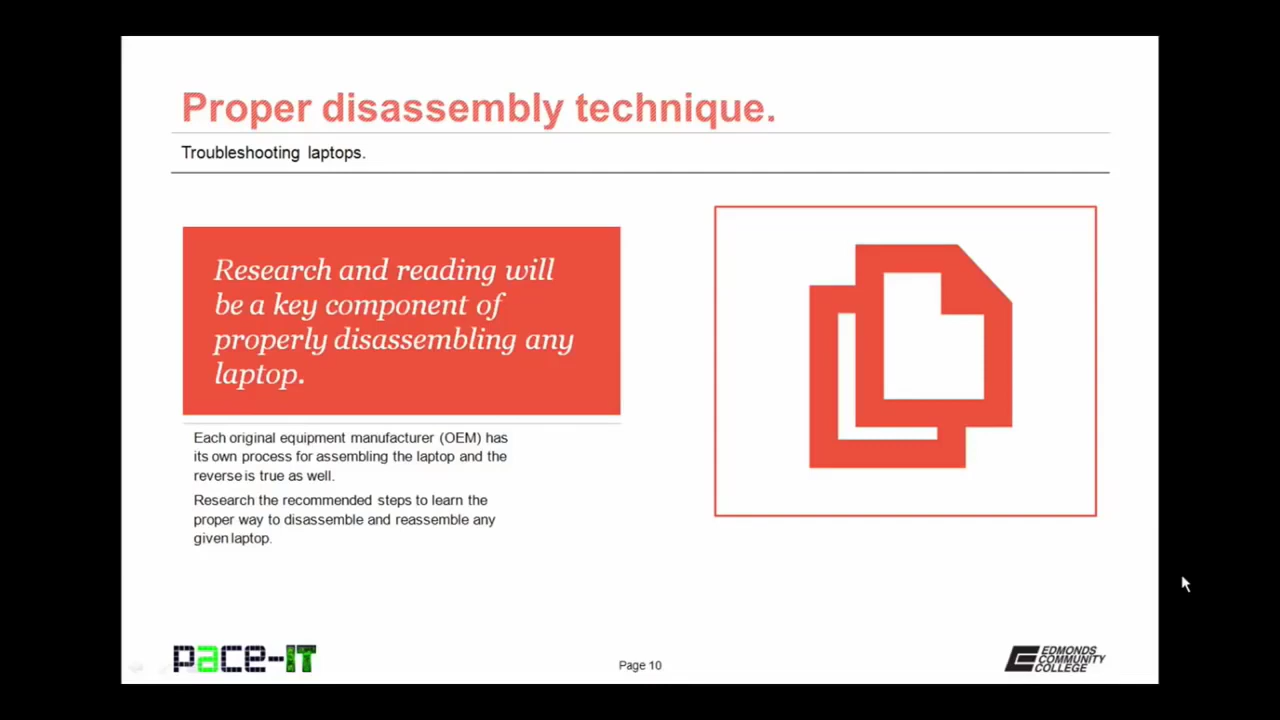 Proper disassembly technique.
Troubleshooting laptops.
Research and reading will
be a key component of
properly disassembling any
laptop.
Each original equipment manufacturer (OEM) has
its own process for assembling the laptop and the
reverse is true as well.
Research the recommended steps to learn the
proper way to disassemble and reassemble any
given laptop.
pace-IT
Page 10
EDMONDS
COMMUNITY
COLLEGE